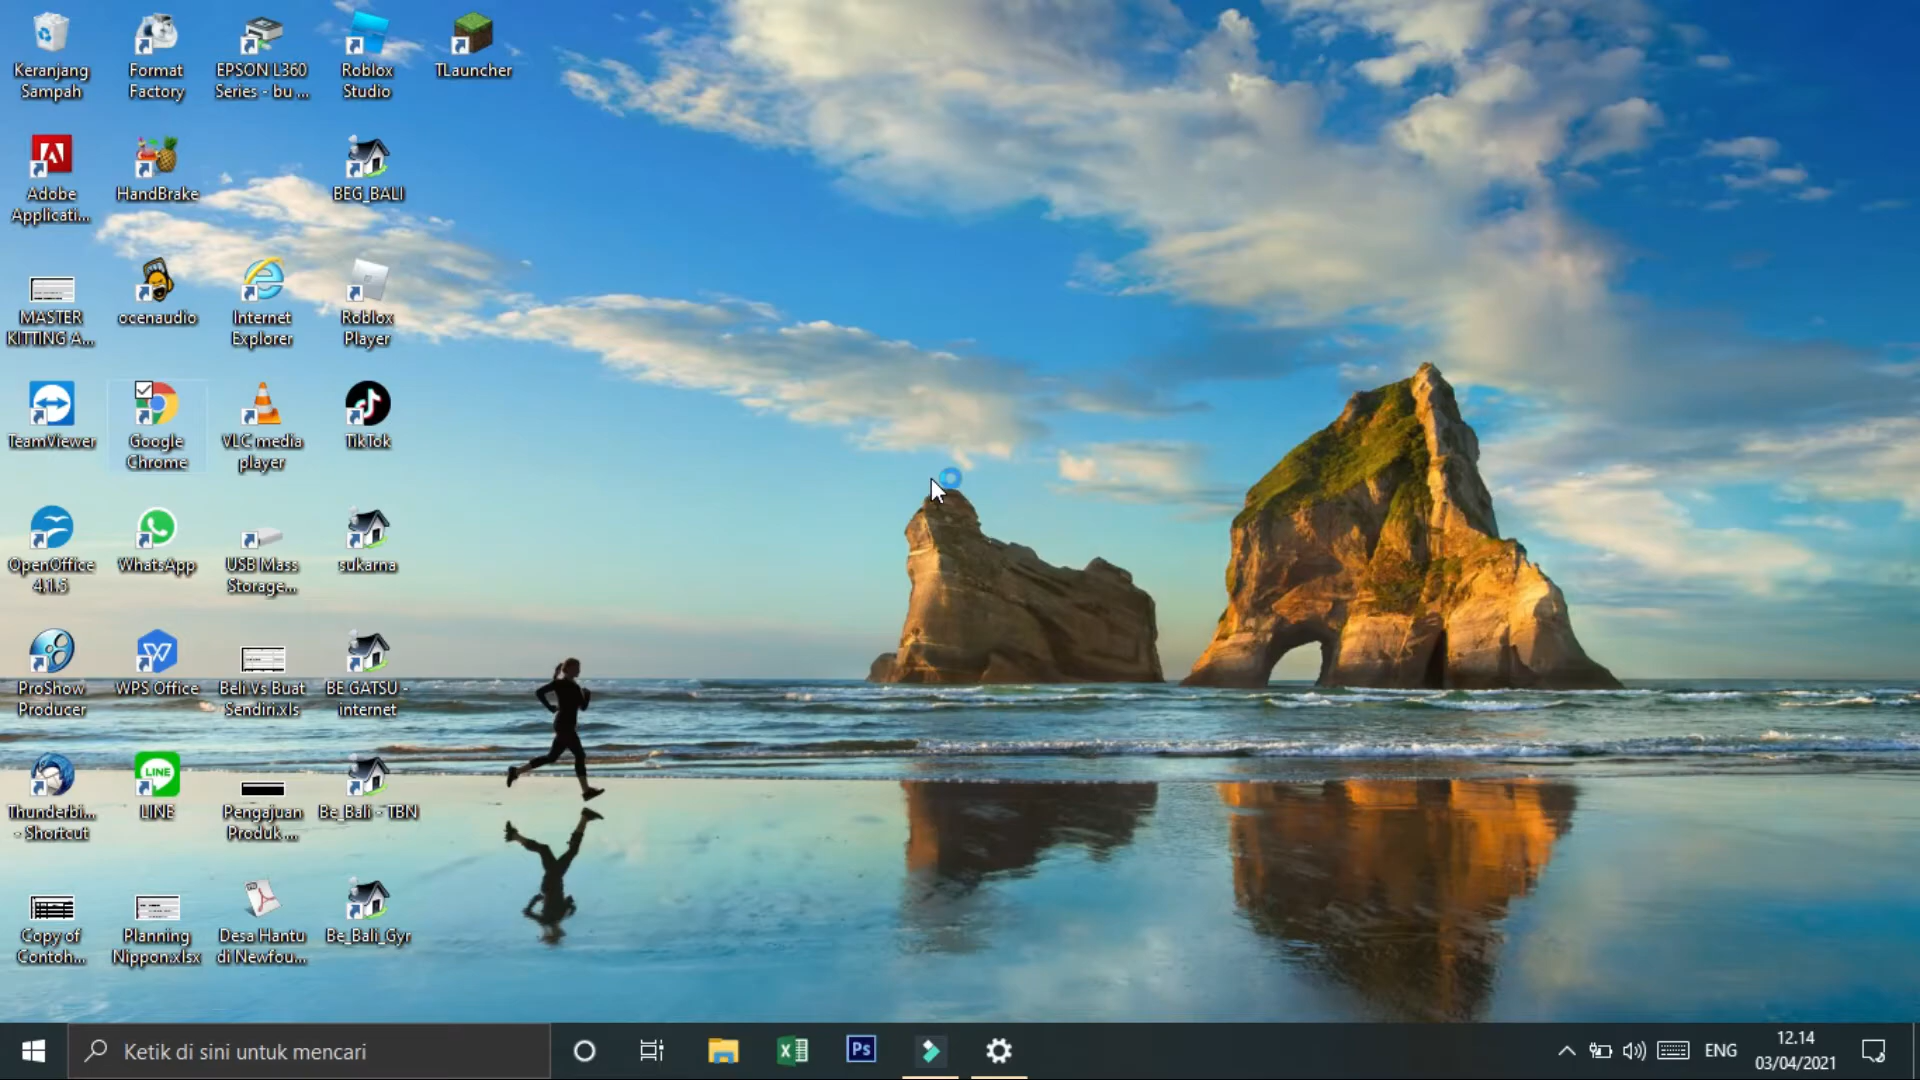 Keranjang
Sampah
Format
Factory
EPSON L360
Series - bu ...
Roblox
Studio
TLauncher
Adobe
Applicati...
HandBrake
BEG_BALI
MASTER
KITTING A...
ocenaudio
Internet
Explorer
Roblox
Player
TeamViewer
Google
Chrome
VLC media
player
TikTok
OpenOffice
4.1.5
WhatsApp
USB Mass
Storage...
sukarna
ProShow
Producer
WPS Office
Beli Vs Buat
Sendiri.xls
BE GATSU -
internet
Thunderbi...
- Shortcut
LINE
LINE
Pengajuan
Produk ...
Be_Bali - TBN
Copy of
Contoh...
Planning
Nippon.xlsx
Desa Hantu
di Newfou...
Be_Bali_Gyr
Ketik di sini untuk mencari
Ps
ENG
12.14
03/04/2021